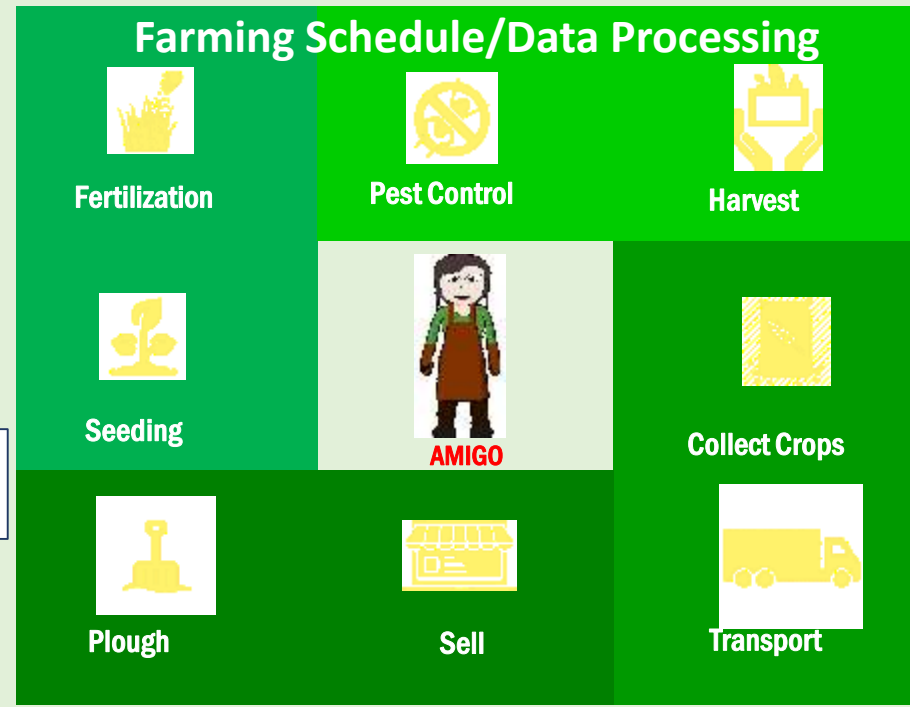 Farming Schedule/Data Processing
Fertilization
Pest Control
Harvest
Seeding
AMIGO
Collect Crops
Plough
Sell
Transport